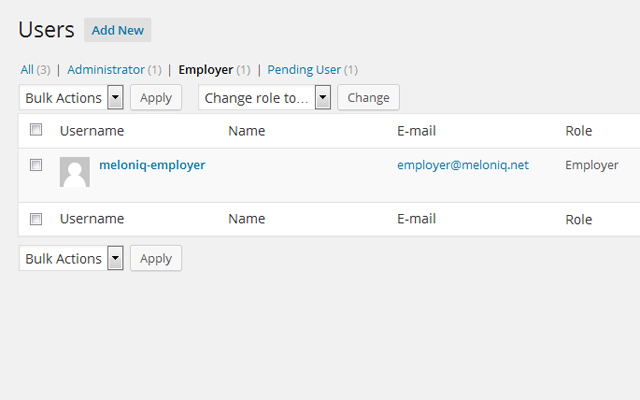 Users Add New
All (3) | Administrator (1) | Employer (1) | Pending User (1)
Bulk Actions Apply Change role to... Change
Username Name E-mail Role
meloniq-employer employer@meloniq.net Employer
Username Name E-mail Role
Bulk Actions Apply